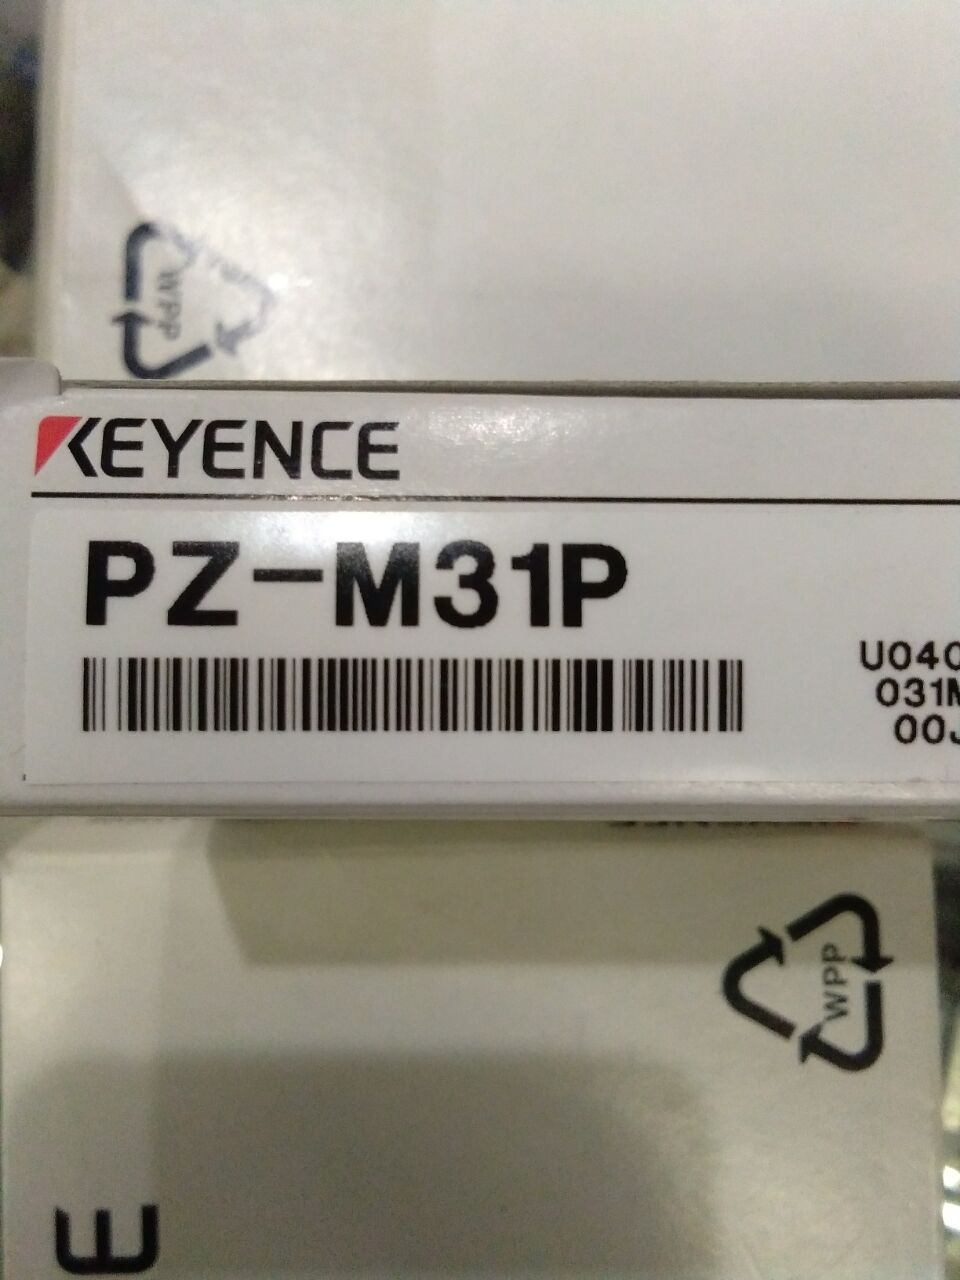 WPP
KEYENCE
PZ-M31P
U040
031M
00J
WPP
E